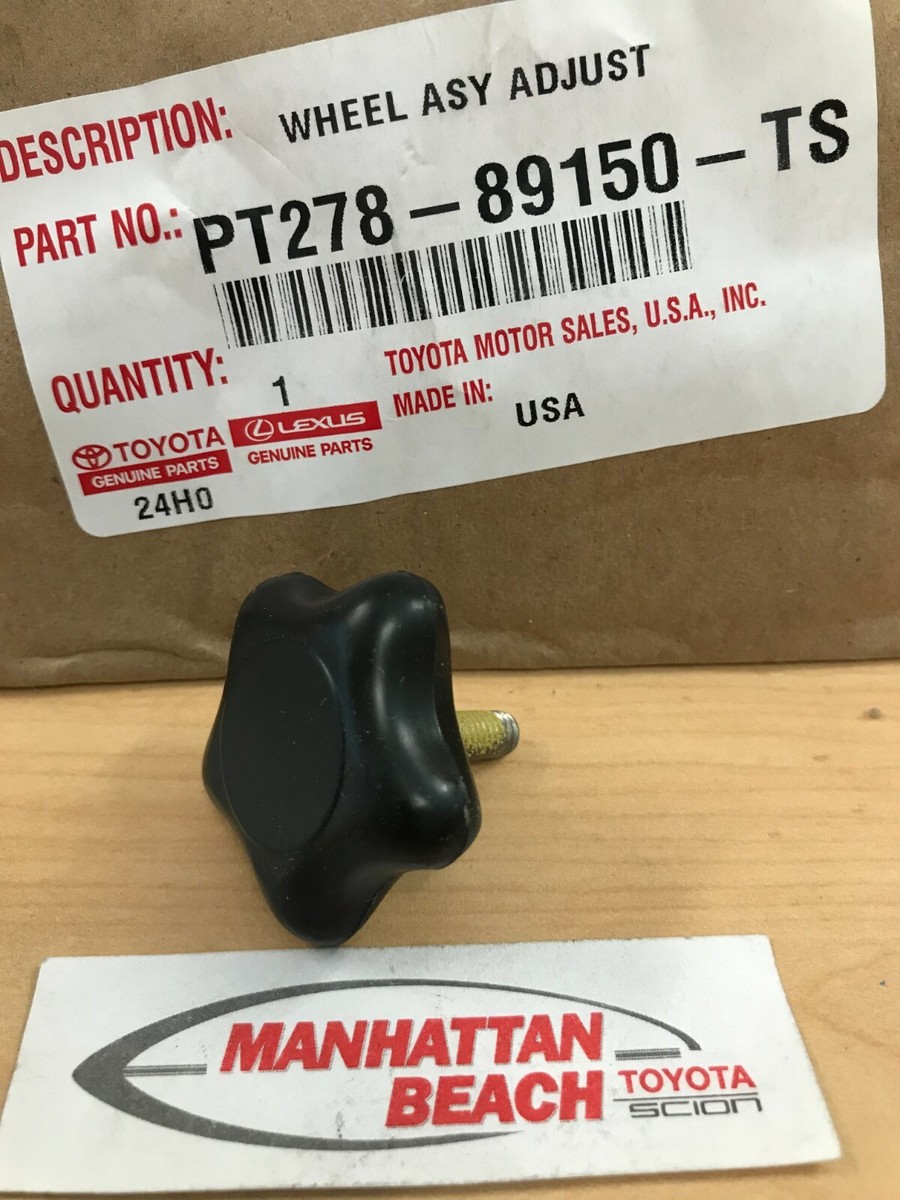 DESCRIPTION: WHEEL ASY ADJUST
PART NO.: PT278-89150-TS
QUANTITY: 1
TOYOTA MOTOR SALES, U.S.A., INC.
MADE IN: USA
TOYOTA
GENUINE PARTS
LEXUS
GENUINE PARTS
24H0
MANHATTAN
BEACH
TOYOTA
SCION